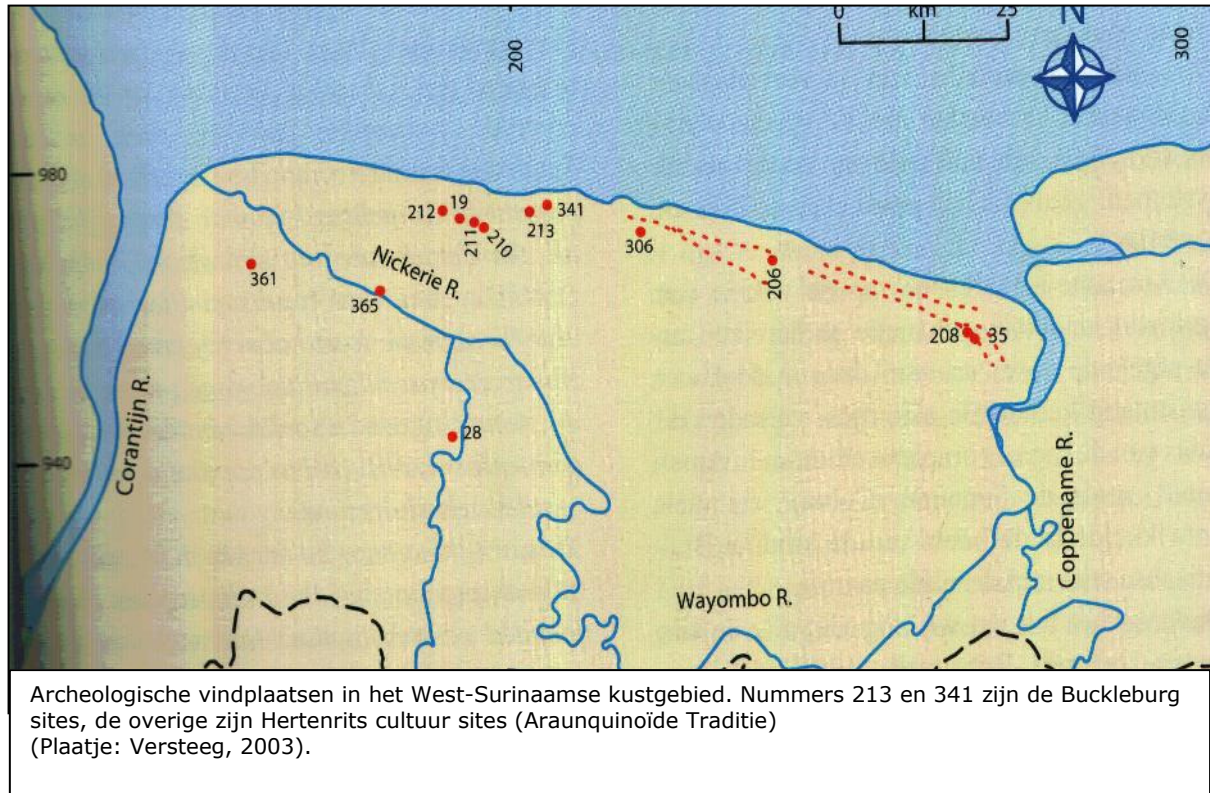 0 km 25
N
200
300
980
212
19
211
210
213
341
306
206
361
365
Nickerie R.
208
35
Corantijn R.
28
940
Coppename R.
Wayombo R.
Archeologische vindplaatsen in het West-Surinaamse kustgebied. Nummers 213 en 341 zijn de Buckleburg
sites, de overige zijn Hertenrits cultuur sites (Araunquinoïde Traditie)
(Plaatje: Versteeg, 2003).